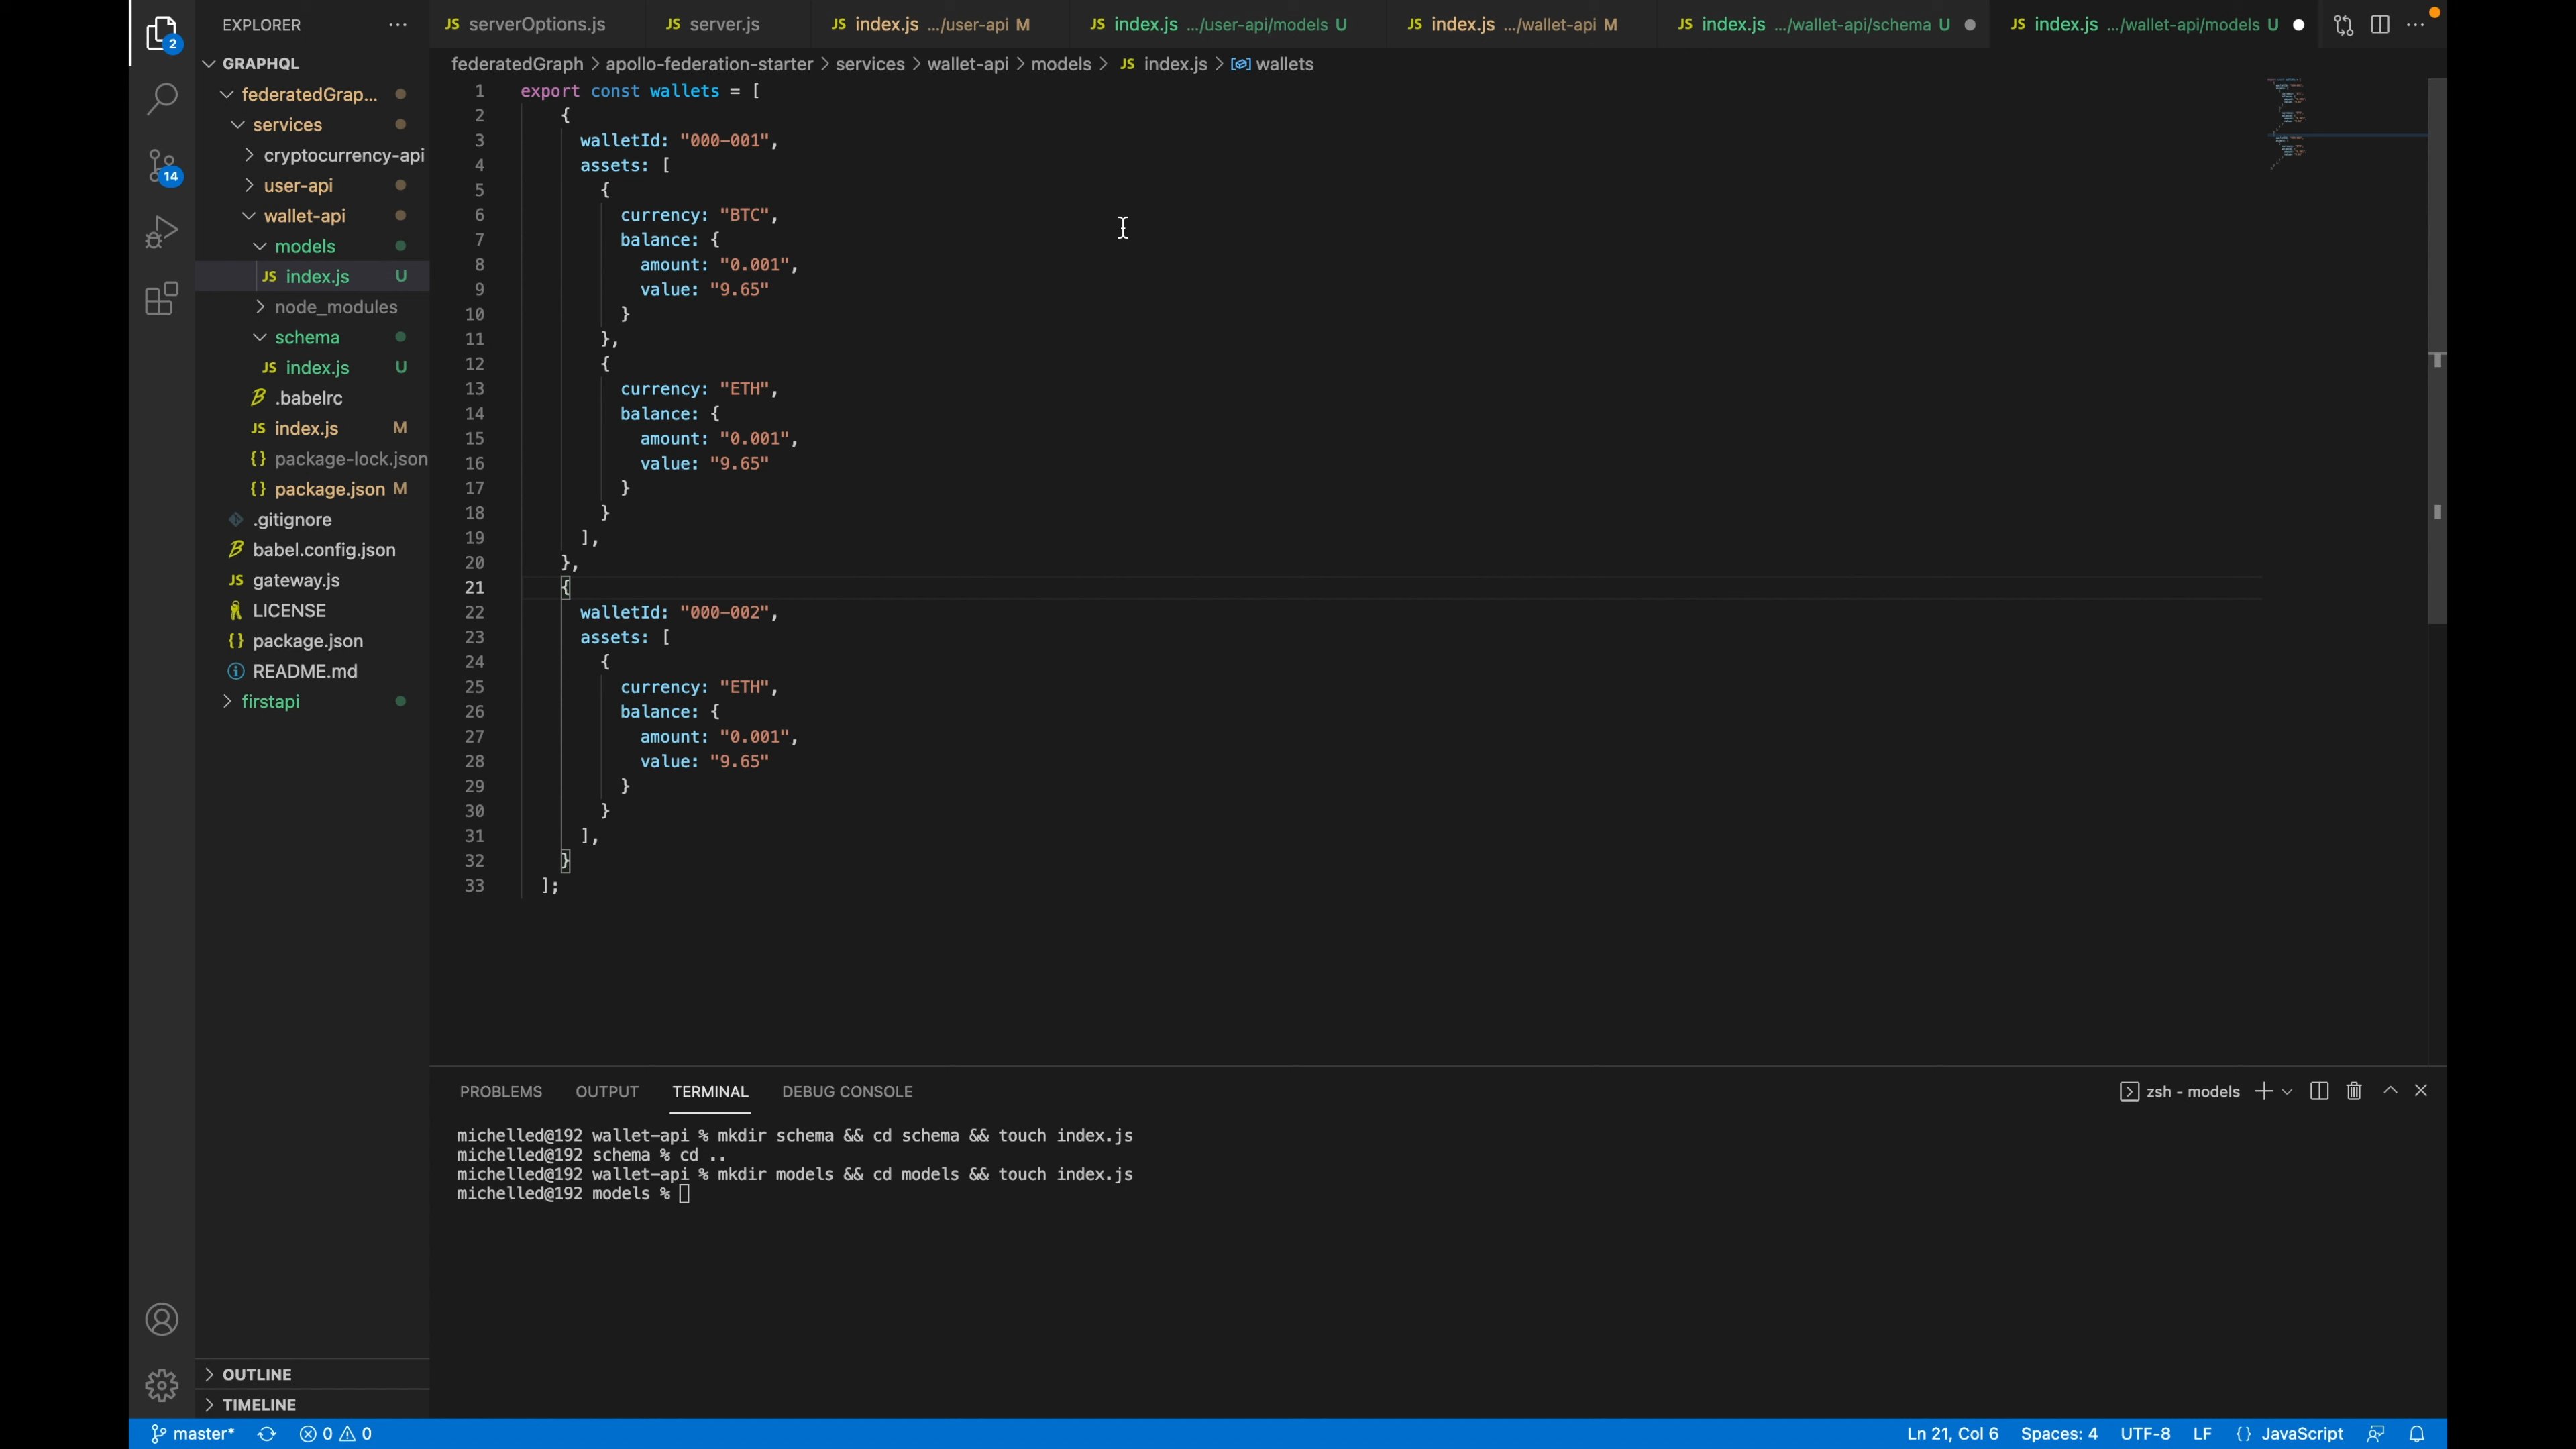 2
14
EXPLORER ···
GRAPHQL
federatedGrap...
services
cryptocurrency-api
user-api
wallet-api
models
JS index.js U
node_modules
schema
JS index.js U
.babelrc
JS index.js M
{} package-lock.json
{} package.json M
.gitignore
babel.config.json
JS gateway.js
LICENSE
{} package.json
README.md
firstapi
OUTLINE
TIMELINE
JS serverOptions.js JS server.js JS index.js .../user-api M JS index.js .../user-api/models U JS index.js .../wallet-api M JS index.js .../wallet-api/schema U JS index.js .../wallet-api/models U ···
federatedGraph > apollo-federation-starter > services > wallet-api > models > JS index.js > wallets
1 export const wallets = [
2 {
3 walletId: "000-001",
4 assets: [
5 {
6 currency: "BTC",
7 balance: {
8 amount: "0.001",
9 value: "9.65"
10 }
11 },
12 {
13 currency: "ETH",
14 balance: {
15 amount: "0.001",
16 value: "9.65"
17 }
18 }
19 ],
20 },
21 {
22 walletId: "000-002",
23 assets: [
24 {
25 currency: "ETH",
26 balance: {
27 amount: "0.001",
28 value: "9.65"
29 }
30 }
31 ],
32 }
33 ];
PROBLEMS OUTPUT TERMINAL DEBUG CONSOLE zsh - models
michelled@192 wallet-api % mkdir schema && cd schema && touch index.js
michelled@192 schema % cd ..
michelled@192 wallet-api % mkdir models && cd models && touch index.js
michelled@192 models %
master* 0 0 Ln 21, Col 6 Spaces: 4 UTF-8 LF {} JavaScript